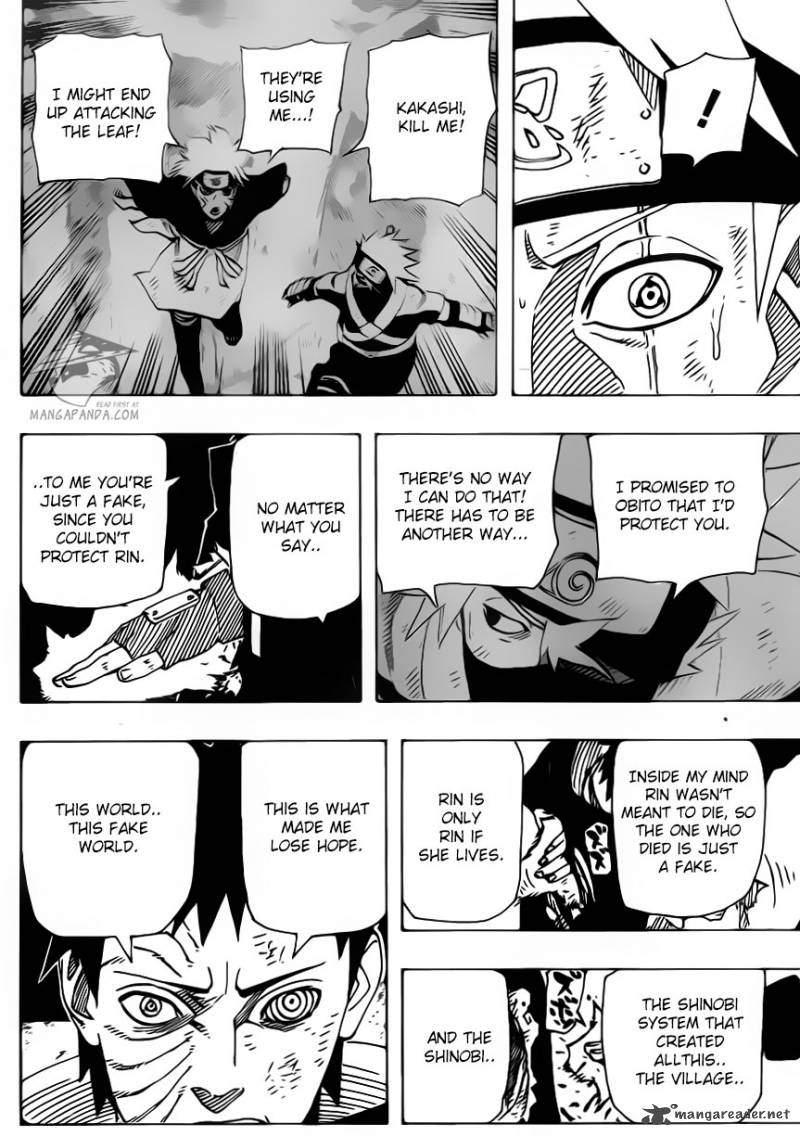 !
KAKASHI,
KILL ME!
THEY'RE
USING
ME...!
I MIGHT END
UP ATTACKING
THE LEAF!
READ FIRST AT
MANGAPANDA.COM
I PROMISED TO
OBITO THAT I'D
PROTECT YOU.
THERE'S NO WAY
I CAN DO THAT!
THERE HAS TO BE
ANOTHER WAY...
NO MATTER
WHAT YOU
SAY..
..TO ME YOU'RE
JUST A FAKE,
SINCE YOU
COULDN'T
PROTECT RIN.
INSIDE MY MIND
RIN WASN'T
MEANT TO DIE, SO
THE ONE WHO
DIED IS JUST
A FAKE.
RIN IS
ONLY
RIN IF
SHE LIVES.
THE SHINOBI
SYSTEM THAT
CREATED
ALLTHIS..
THE VILLAGE..
AND THE
SHINOBI..
THIS IS WHAT
MADE ME
LOSE HOPE.
THIS WORLD..
THIS FAKE
WORLD.
mangareader.net